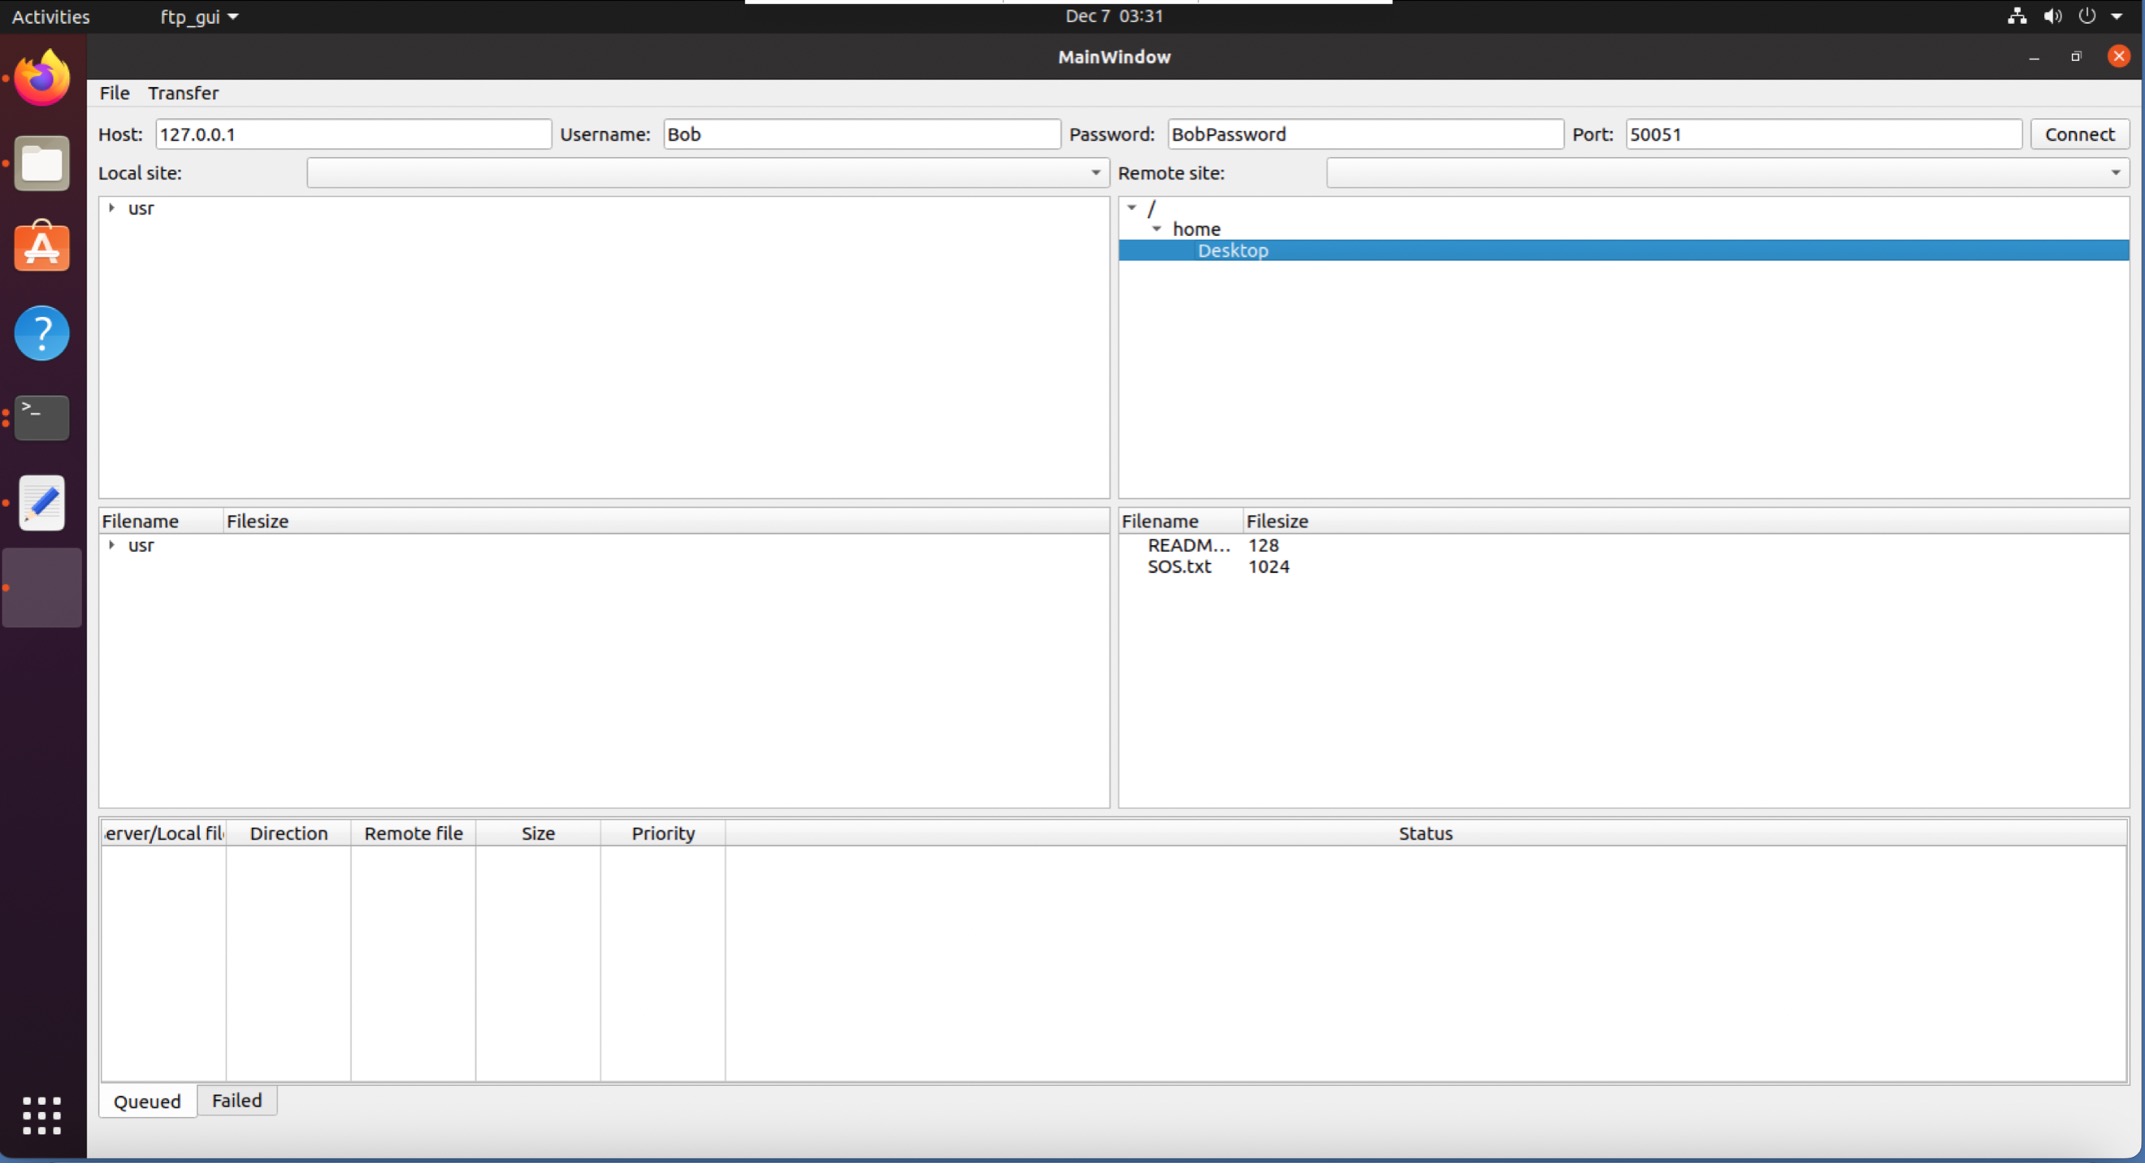 Activities ftp_gui Dec 7 03:31
MainWindow
File Transfer
Host: 127.0.0.1 Username: Bob Password: BobPassword Port: 50051 Connect
Local site: Remote site:
usr
/
home
Desktop
Filename Filesize
usr
Filename Filesize
READM... 128
SOS.txt 1024
erver/Local fil Direction Remote file Size Priority Status
Queued Failed